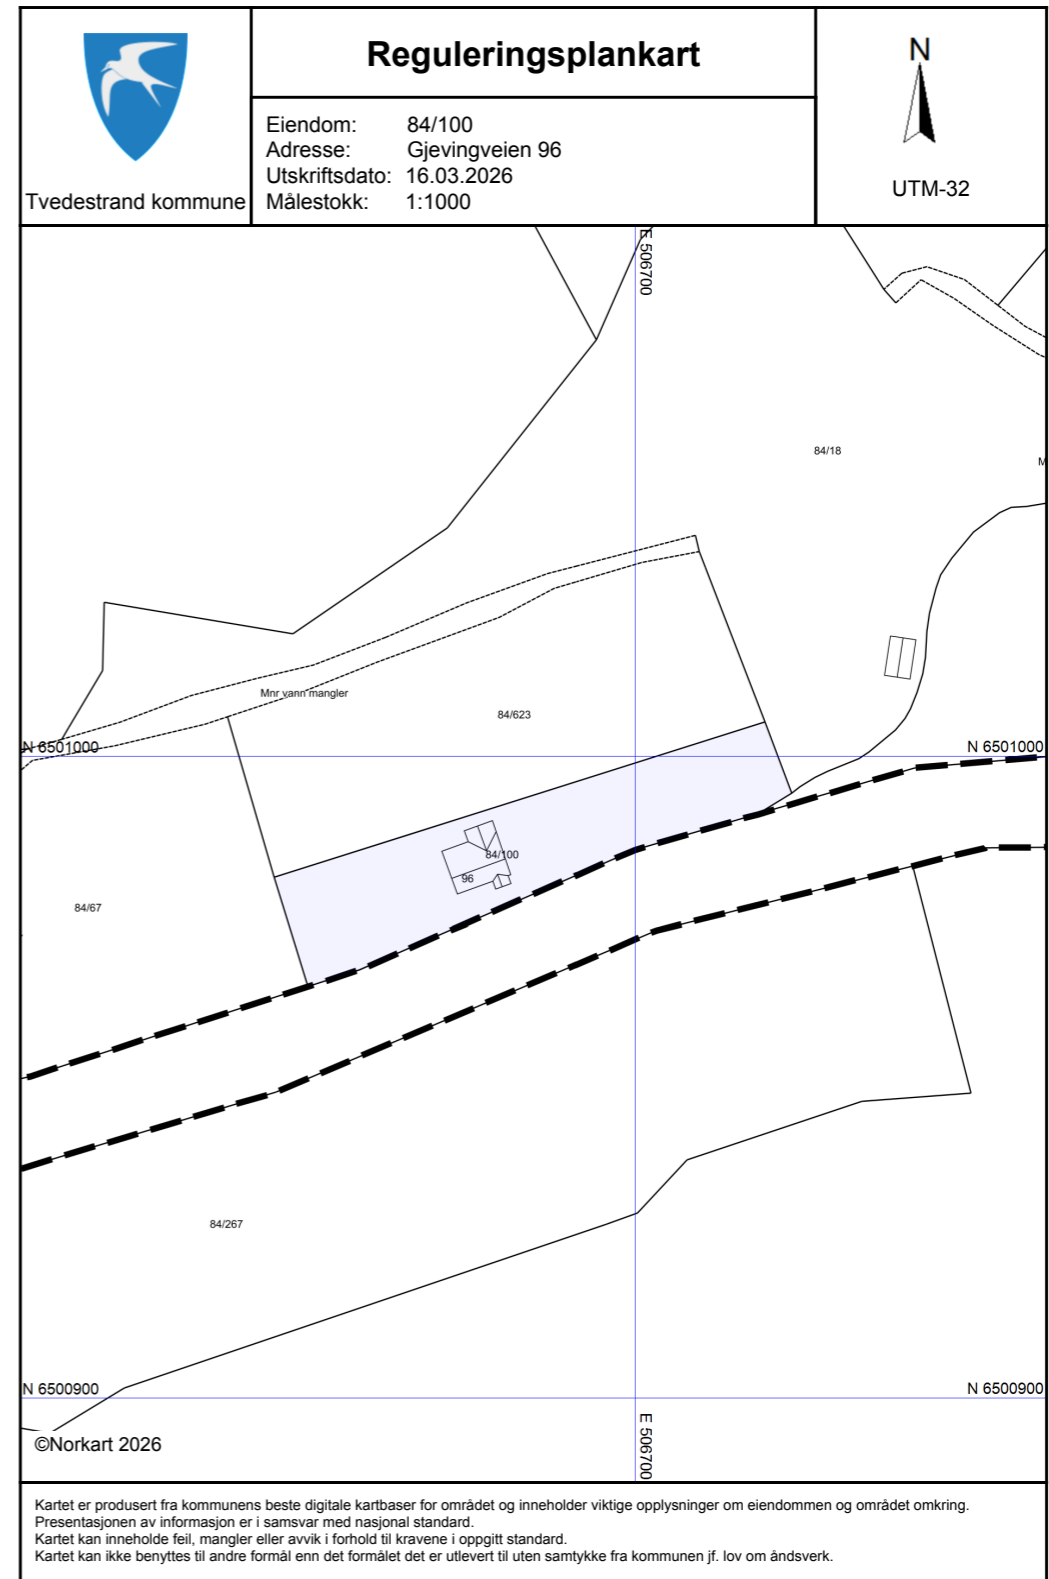 Tvedestrand kommune
Reguleringsplankart
Eiendom: 84/100
Adresse: Gjevingveien 96
Utskriftsdato: 16.03.2026
Målestokk: 1:1000
N
UTM-32
E 506700
84/18
M
Mnr vann mangler
84/623
N 6501000
N 6501000
84/100
96
84/67
84/267
N 6500900
N 6500900
E 506700
©Norkart 2026
Kartet er produsert fra kommunens beste digitale kartbaser for området og inneholder viktige opplysninger om eiendommen og området omkring.
Presentasjonen av informasjon er i samsvar med nasjonal standard.
Kartet kan inneholde feil, mangler eller avvik i forhold til kravene i oppgitt standard.
Kartet kan ikke benyttes til andre formål enn det formålet det er utlevert til uten samtykke fra kommunen jf. lov om åndsverk.